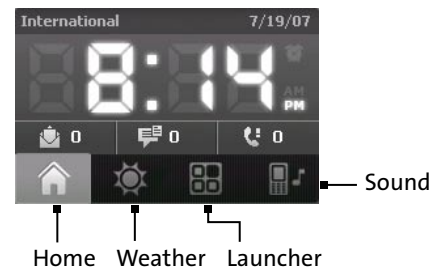 International 7/19/07
8:14 AM PM
0 0 0
Sound
Home Weather Launcher